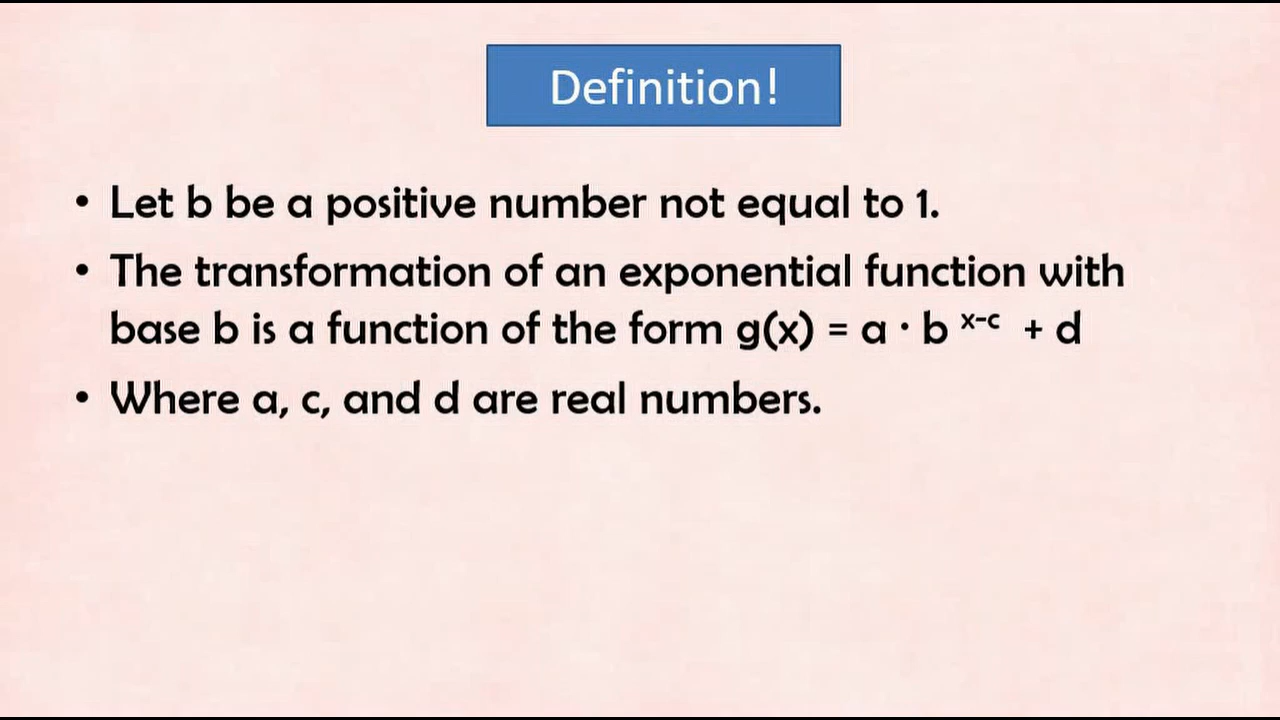 Definition!
• Let b be a positive number not equal to 1.
• The transformation of an exponential function with
base b is a function of the form g(x) = a · b ˣ⁻ᶜ + d
• Where a, c, and d are real numbers.